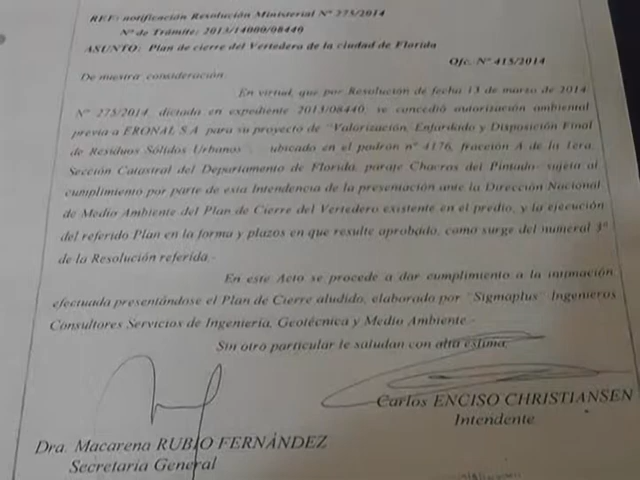 REF: notificación Resolución Ministerial Nº 275/2014
Nº de Trámite: 2013/14000/08440
ASUNTO: Plan de cierre del Vertedero de la ciudad de Florida
Ofc. Nº 415/2014
De nuestra consideración
En virtud, que por Resolución de fecha 13 de marzo de 2014
Nº 275/2014, dictada en expediente 2013/08440, se concedió autorización ambiental
previa a ERONAL S.A para su proyecto de "Valorización, Enfardado y Disposición Final
de Residuos Sólidos Urbanos", ubicado en el padrón nº 4176, fracción A de la 1era.
Sección Catastral del Departamento de Florida, paraje Chacras del Pintado- sujeta al
cumplimiento por parte de esta Intendencia de la presentación ante la Dirección Nacional
de Medio Ambiente del Plan de Cierre del Vertedero existente en el predio, y la ejecución
del referido Plan en la forma y plazos en que resulte aprobado, como surge del numeral 3º
de la Resolución referida.-
En este Acto se procede a dar cumplimiento a la intimación
efectuada presentándose el Plan de Cierre aludido, elaborado por "Sigmaplus" Ingenieros
Consultores Servicios de Ingeniería, Geotécnica y Medio Ambiente.-
Sin otro particular le saludan con alta estima.
Carlos ENCISO CHRISTIANSEN
Intendente
Dra. Macarena RUBIO FERNÁNDEZ
Secretaria General